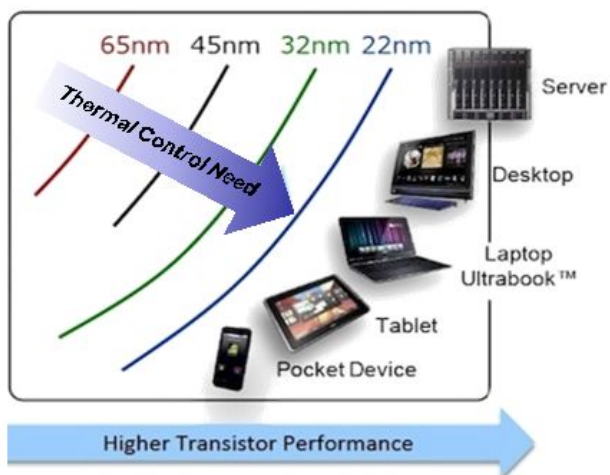 65nm 45nm 32nm 22nm
Thermal Control Need
Server
Desktop
Laptop
Ultrabook™
Tablet
Pocket Device
Higher Transistor Performance